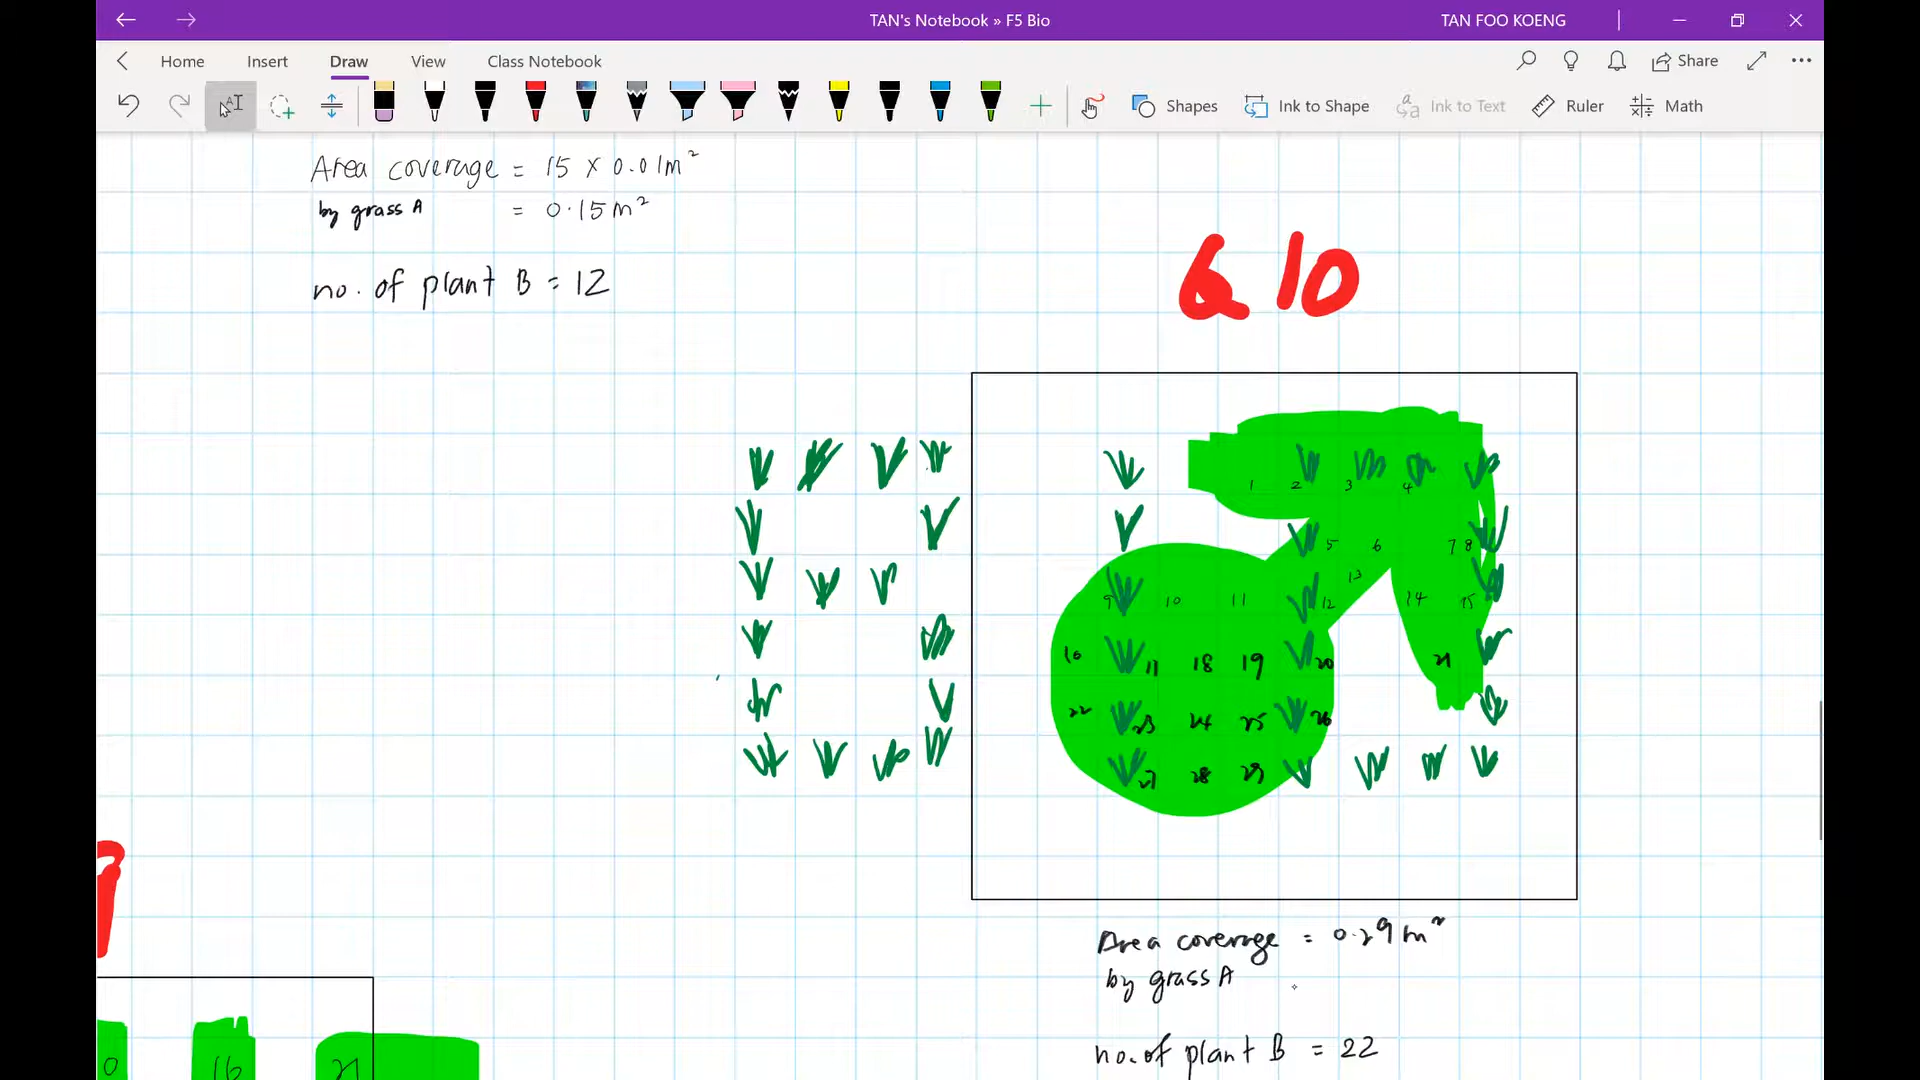 TAN's Notebook » F5 Bio
TAN FOO KOENG
Home Insert Draw View Class Notebook
Share
Shapes Ink to Shape Ink to Text Ruler Math
Area coverage = 15 x 0.01m²
by grass A = 0.15m²
no. of plant B = 12
Q10
1 2 3 4
5 6 7 8
13
9 10 11 12 14 15
16 17 18 19 20 21
22 23 24 25 26
27 28 29
Area coverage = 0.29m²
by grass A
no. of plant B = 22
16